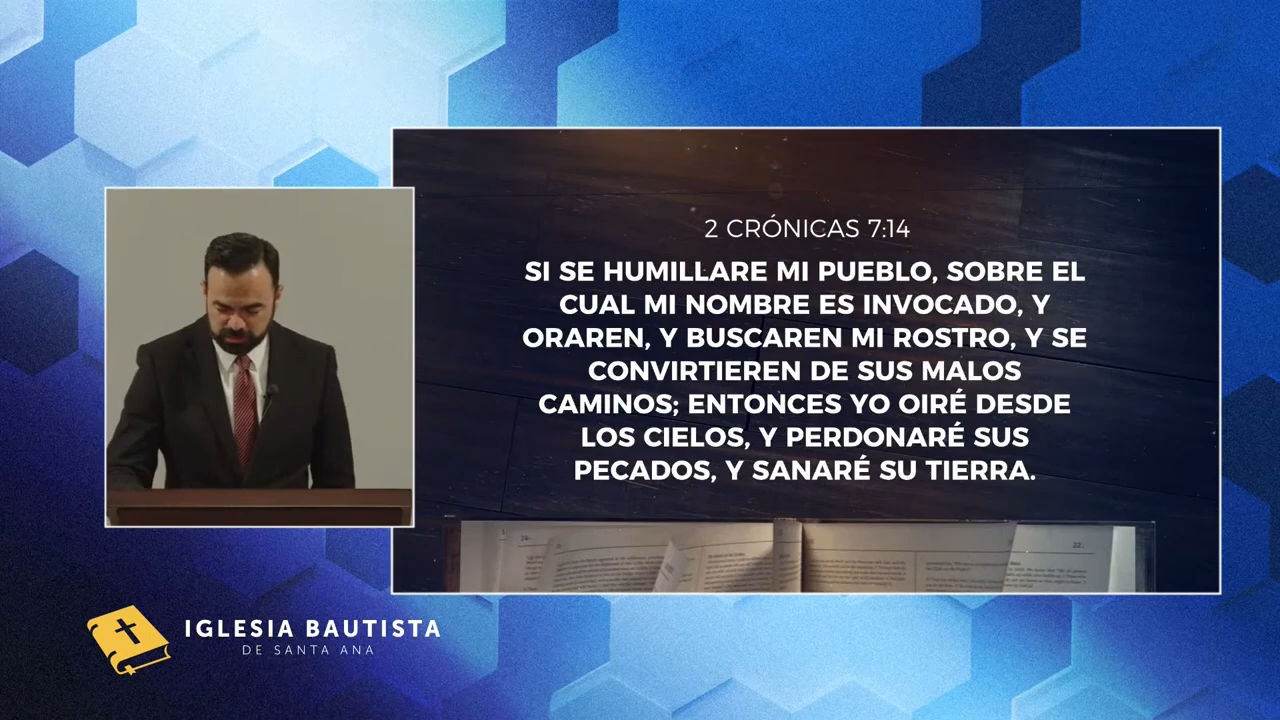 2 CRÓNICAS 7:14
SI SE HUMILLARE MI PUEBLO, SOBRE EL
CUAL MI NOMBRE ES INVOCADO, Y
ORAREN, Y BUSCAREN MI ROSTRO, Y SE
CONVIRTIEREN DE SUS MALOS
CAMINOS; ENTONCES YO OIRÉ DESDE
LOS CIELOS, Y PERDONARÉ SUS
PECADOS, Y SANARÉ SU TIERRA.
IGLESIA BAUTISTA
DE SANTA ANA